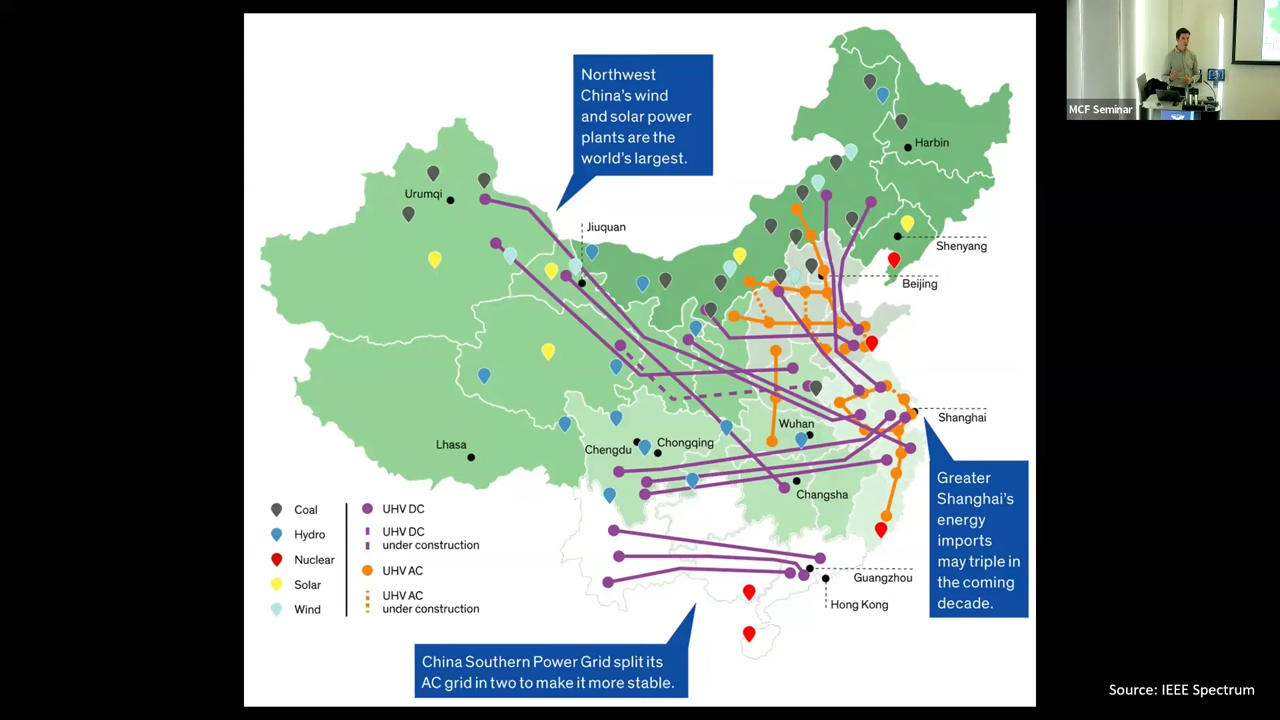 MCF Seminar
Northwest
China's wind
and solar power
plants are the
world's largest.
Harbin
Urumqi
Jiuquan
Shenyang
Beijing
Shanghai
Wuhan
Chengdu
Chongqing
Lhasa
Changsha
Greater
Shanghai's
energy
imports
may triple in
the coming
decade.
Coal
Hydro
Nuclear
Solar
Wind
UHV DC
UHV DC
under construction
UHV AC
UHV AC
under construction
Guangzhou
Hong Kong
China Southern Power Grid split its
AC grid in two to make it more stable.
Source: IEEE Spectrum